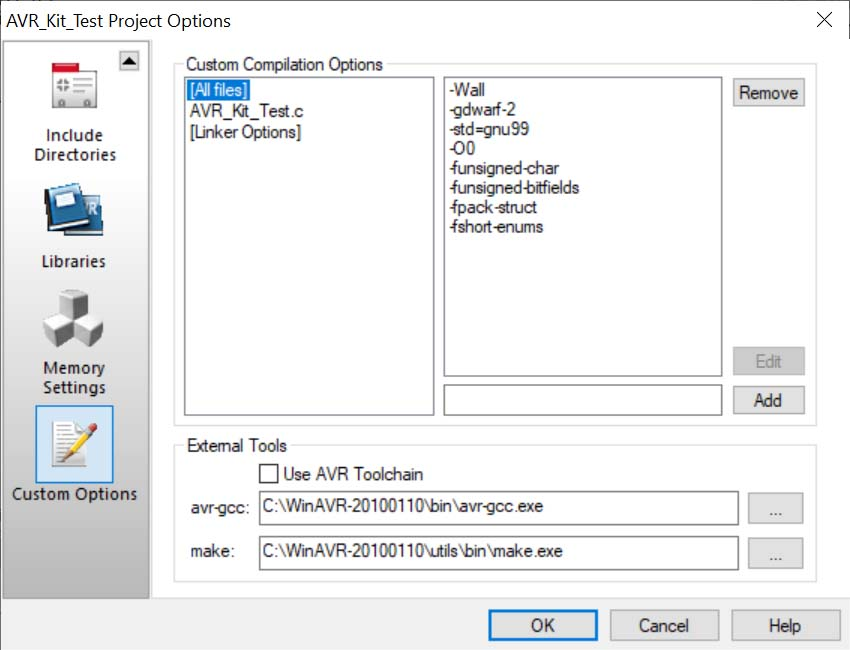 AVR_Kit_Test Project Options
Include
Directories
Libraries
Memory
Settings
Custom Options
Custom Compilation Options
[All files]
AVR_Kit_Test.c
[Linker Options]
-Wall
-gdwarf-2
-std=gnu99
-O0
-funsigned-char
-funsigned-bitfields
-fpack-struct
-fshort-enums
Remove
Edit
Add
External Tools
Use AVR Toolchain
avr-gcc: C:\WinAVR-20100110\bin\avr-gcc.exe ...
make: C:\WinAVR-20100110\utils\bin\make.exe ...
OK Cancel Help